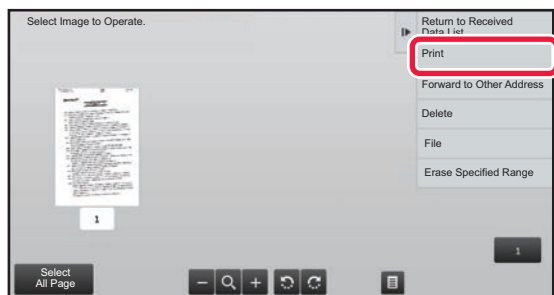 Select Image to Operate.
Return to Received
Data List
Print
Forward to Other Address
Delete
File
Erase Specified Range
1
1
Select
All Page